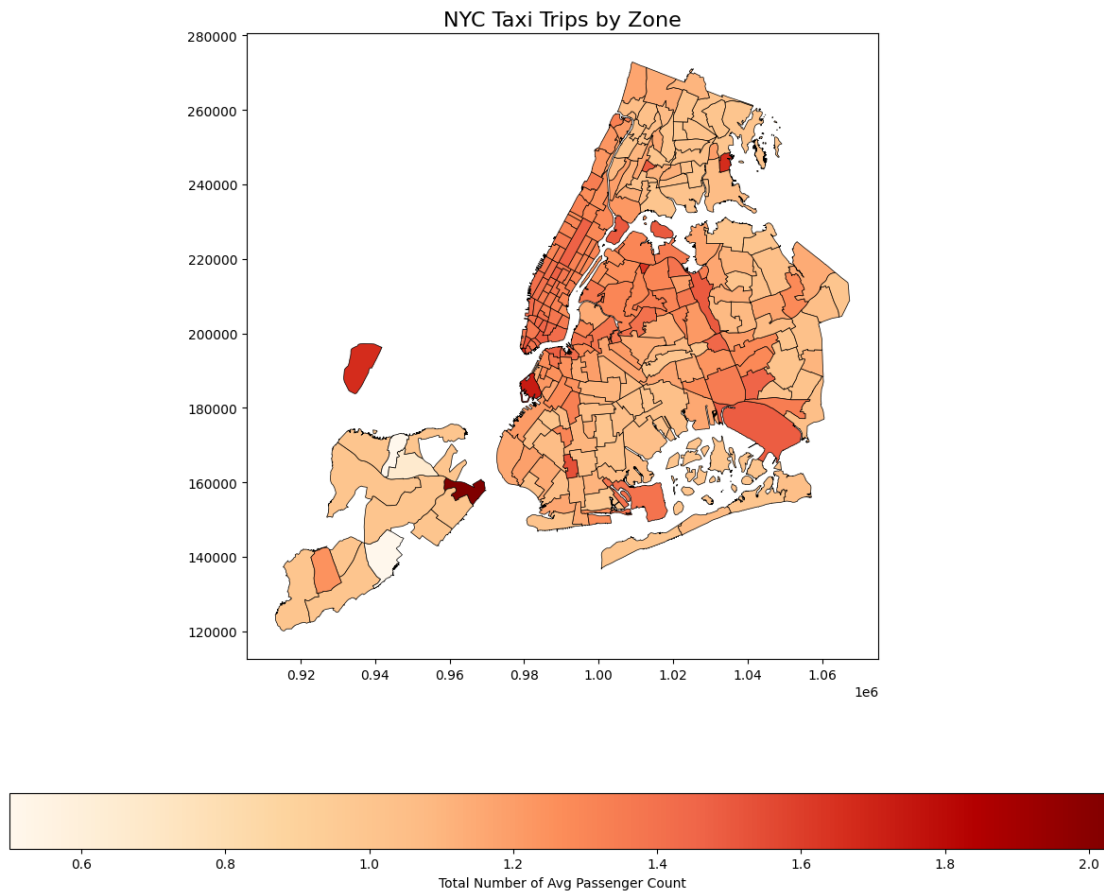 NYC Taxi Trips by Zone
280000
260000
240000
220000
200000
180000
160000
140000
120000
0.92 0.94 0.96 0.98 1.00 1.02 1.04 1.06
1e6
0.6 0.8 1.0 1.2 1.4 1.6 1.8 2.0
Total Number of Avg Passenger Count